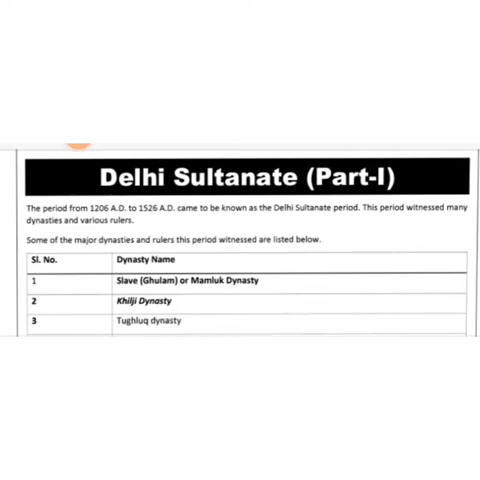 Delhi Sultanate (Part-I)
The period from 1206 A.D. to 1526 A.D. came to be known as the Delhi Sultanate period. This period witnessed many
dynasties and various rulers.
Some of the major dynasties and rulers this period witnessed are listed below.
Sl. No. Dynasty Name
1 Slave (Ghulam) or Mamluk Dynasty
2 Khilji Dynasty
3 Tughluq dynasty